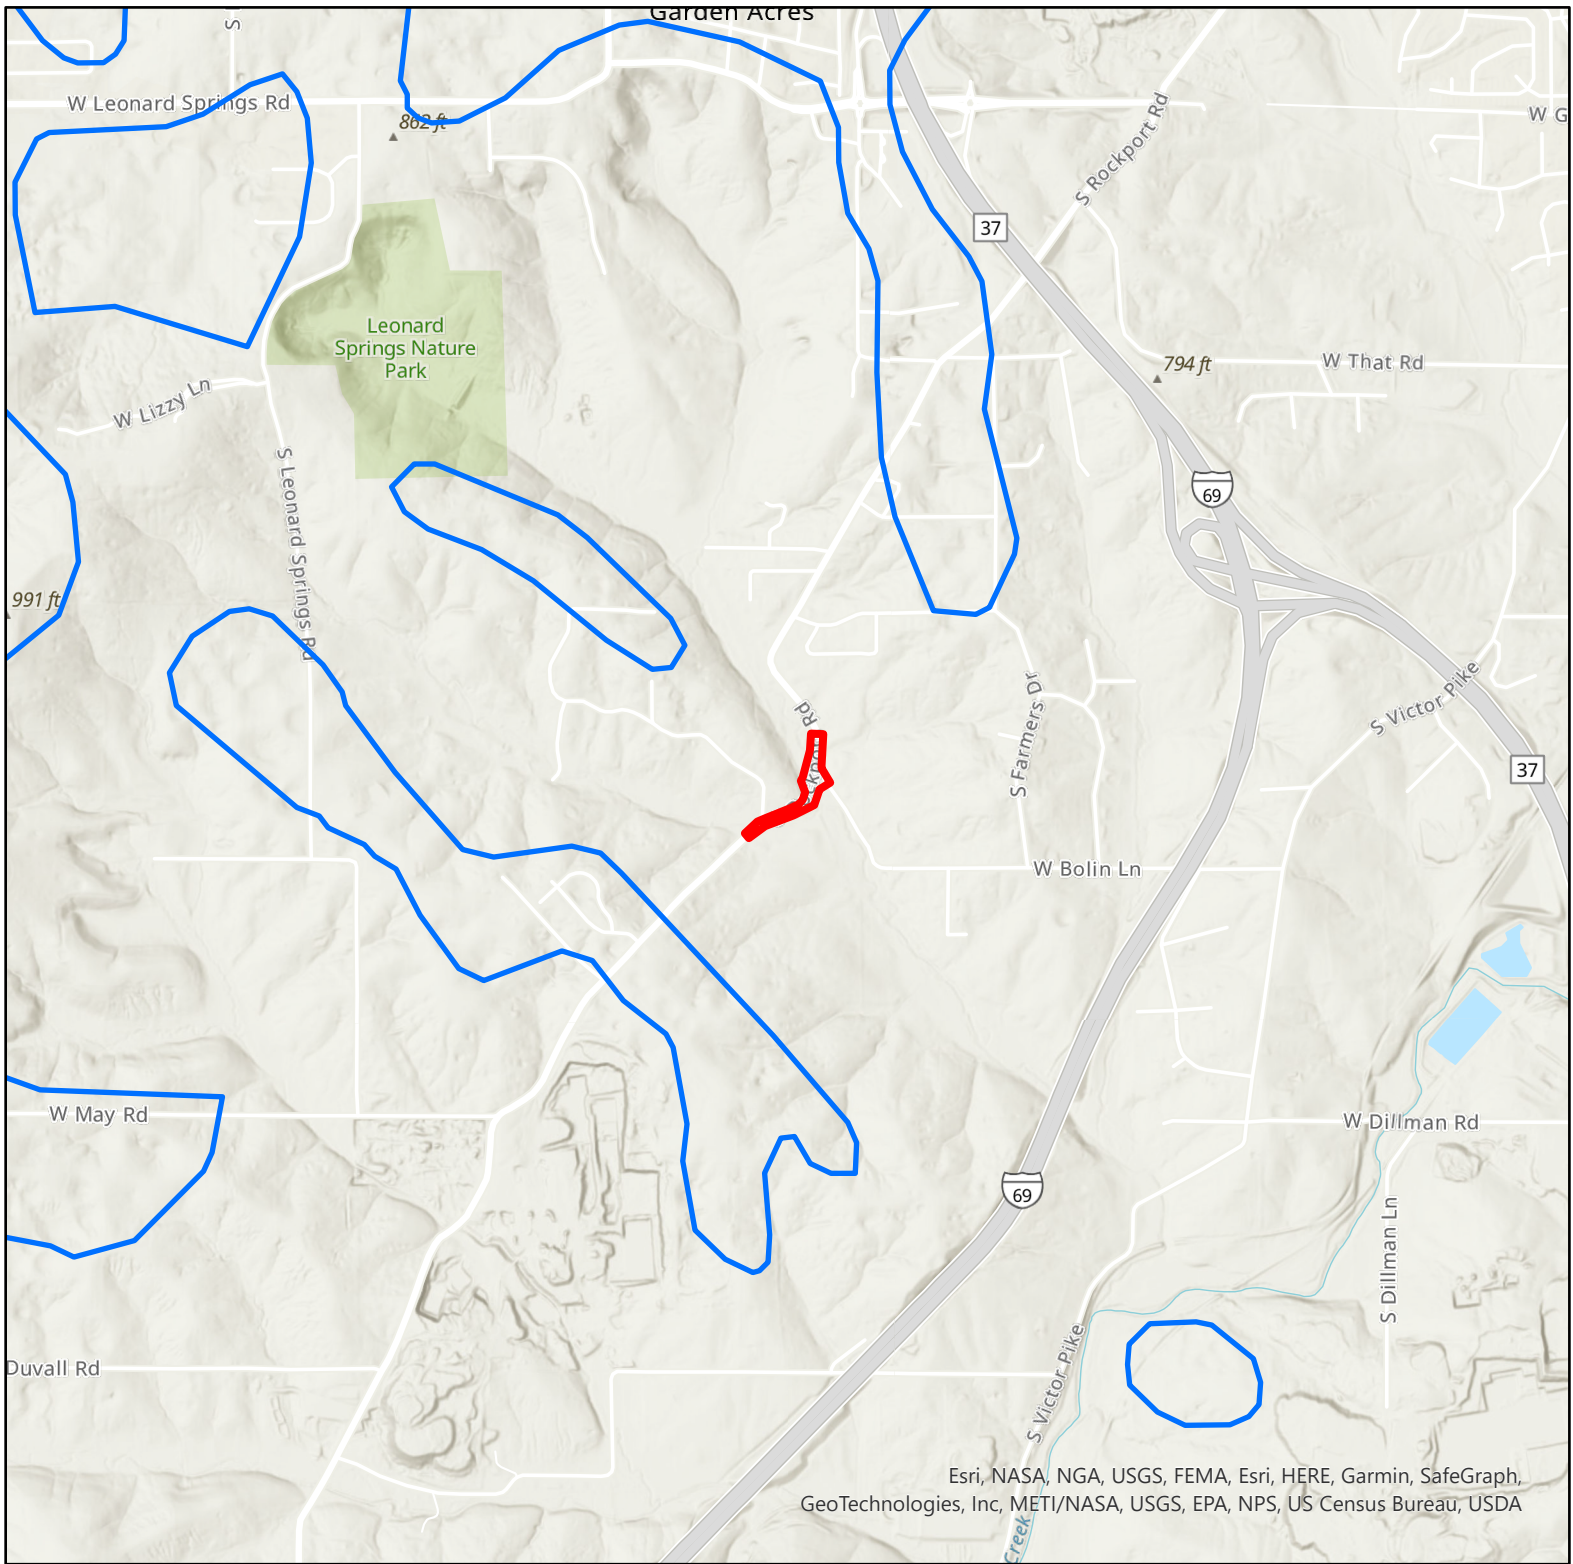 Garden Acres
S
W Leonard Springs Rd
862 ft
W G
S Rockport Rd
37
Leonard
Springs Nature
Park
794 ft
W That Rd
W Lizzy Ln
S Leonard Springs Rd
69
991 ft
S Victor Pike
Rd
S Farmers Dr
37
W Bolin Ln
W May Rd
W Dillman Rd
69
S Dillman Ln
Duvall Rd
S Victor Pike
Esri, NASA, NGA, USGS, FEMA, Esri, HERE, Garmin, SafeGraph,
GeoTechnologies, Inc, METI/NASA, USGS, EPA, NPS, US Census Bureau, USDA
Creek